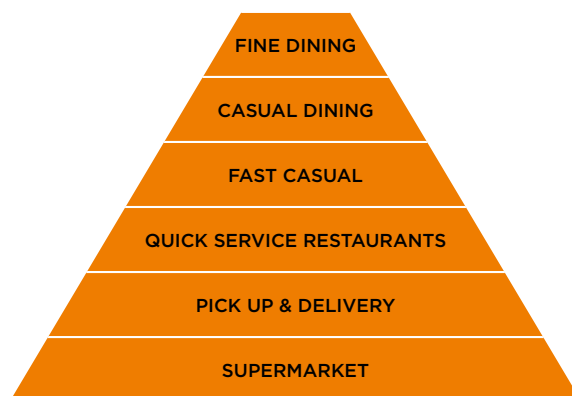 FINE DINING
CASUAL DINING
FAST CASUAL
QUICK SERVICE RESTAURANTS
PICK UP & DELIVERY
SUPERMARKET